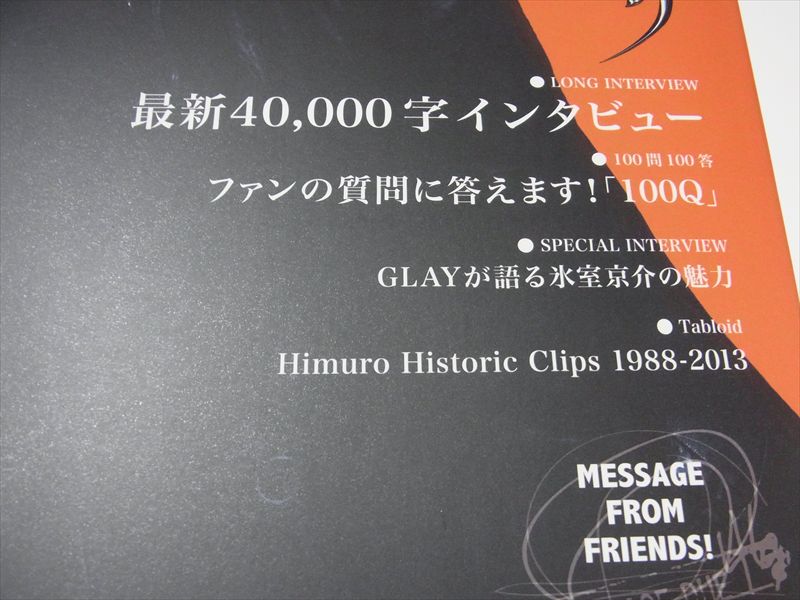 ● LONG INTERVIEW
最新40,000字インタビュー
● 100問100答
ファンの質問に答えます!「100Q」
● SPECIAL INTERVIEW
GLAYが語る氷室京介の魅力
● Tabloid
Himuro Historic Clips 1988-2013
MESSAGE
FROM
FRIENDS!